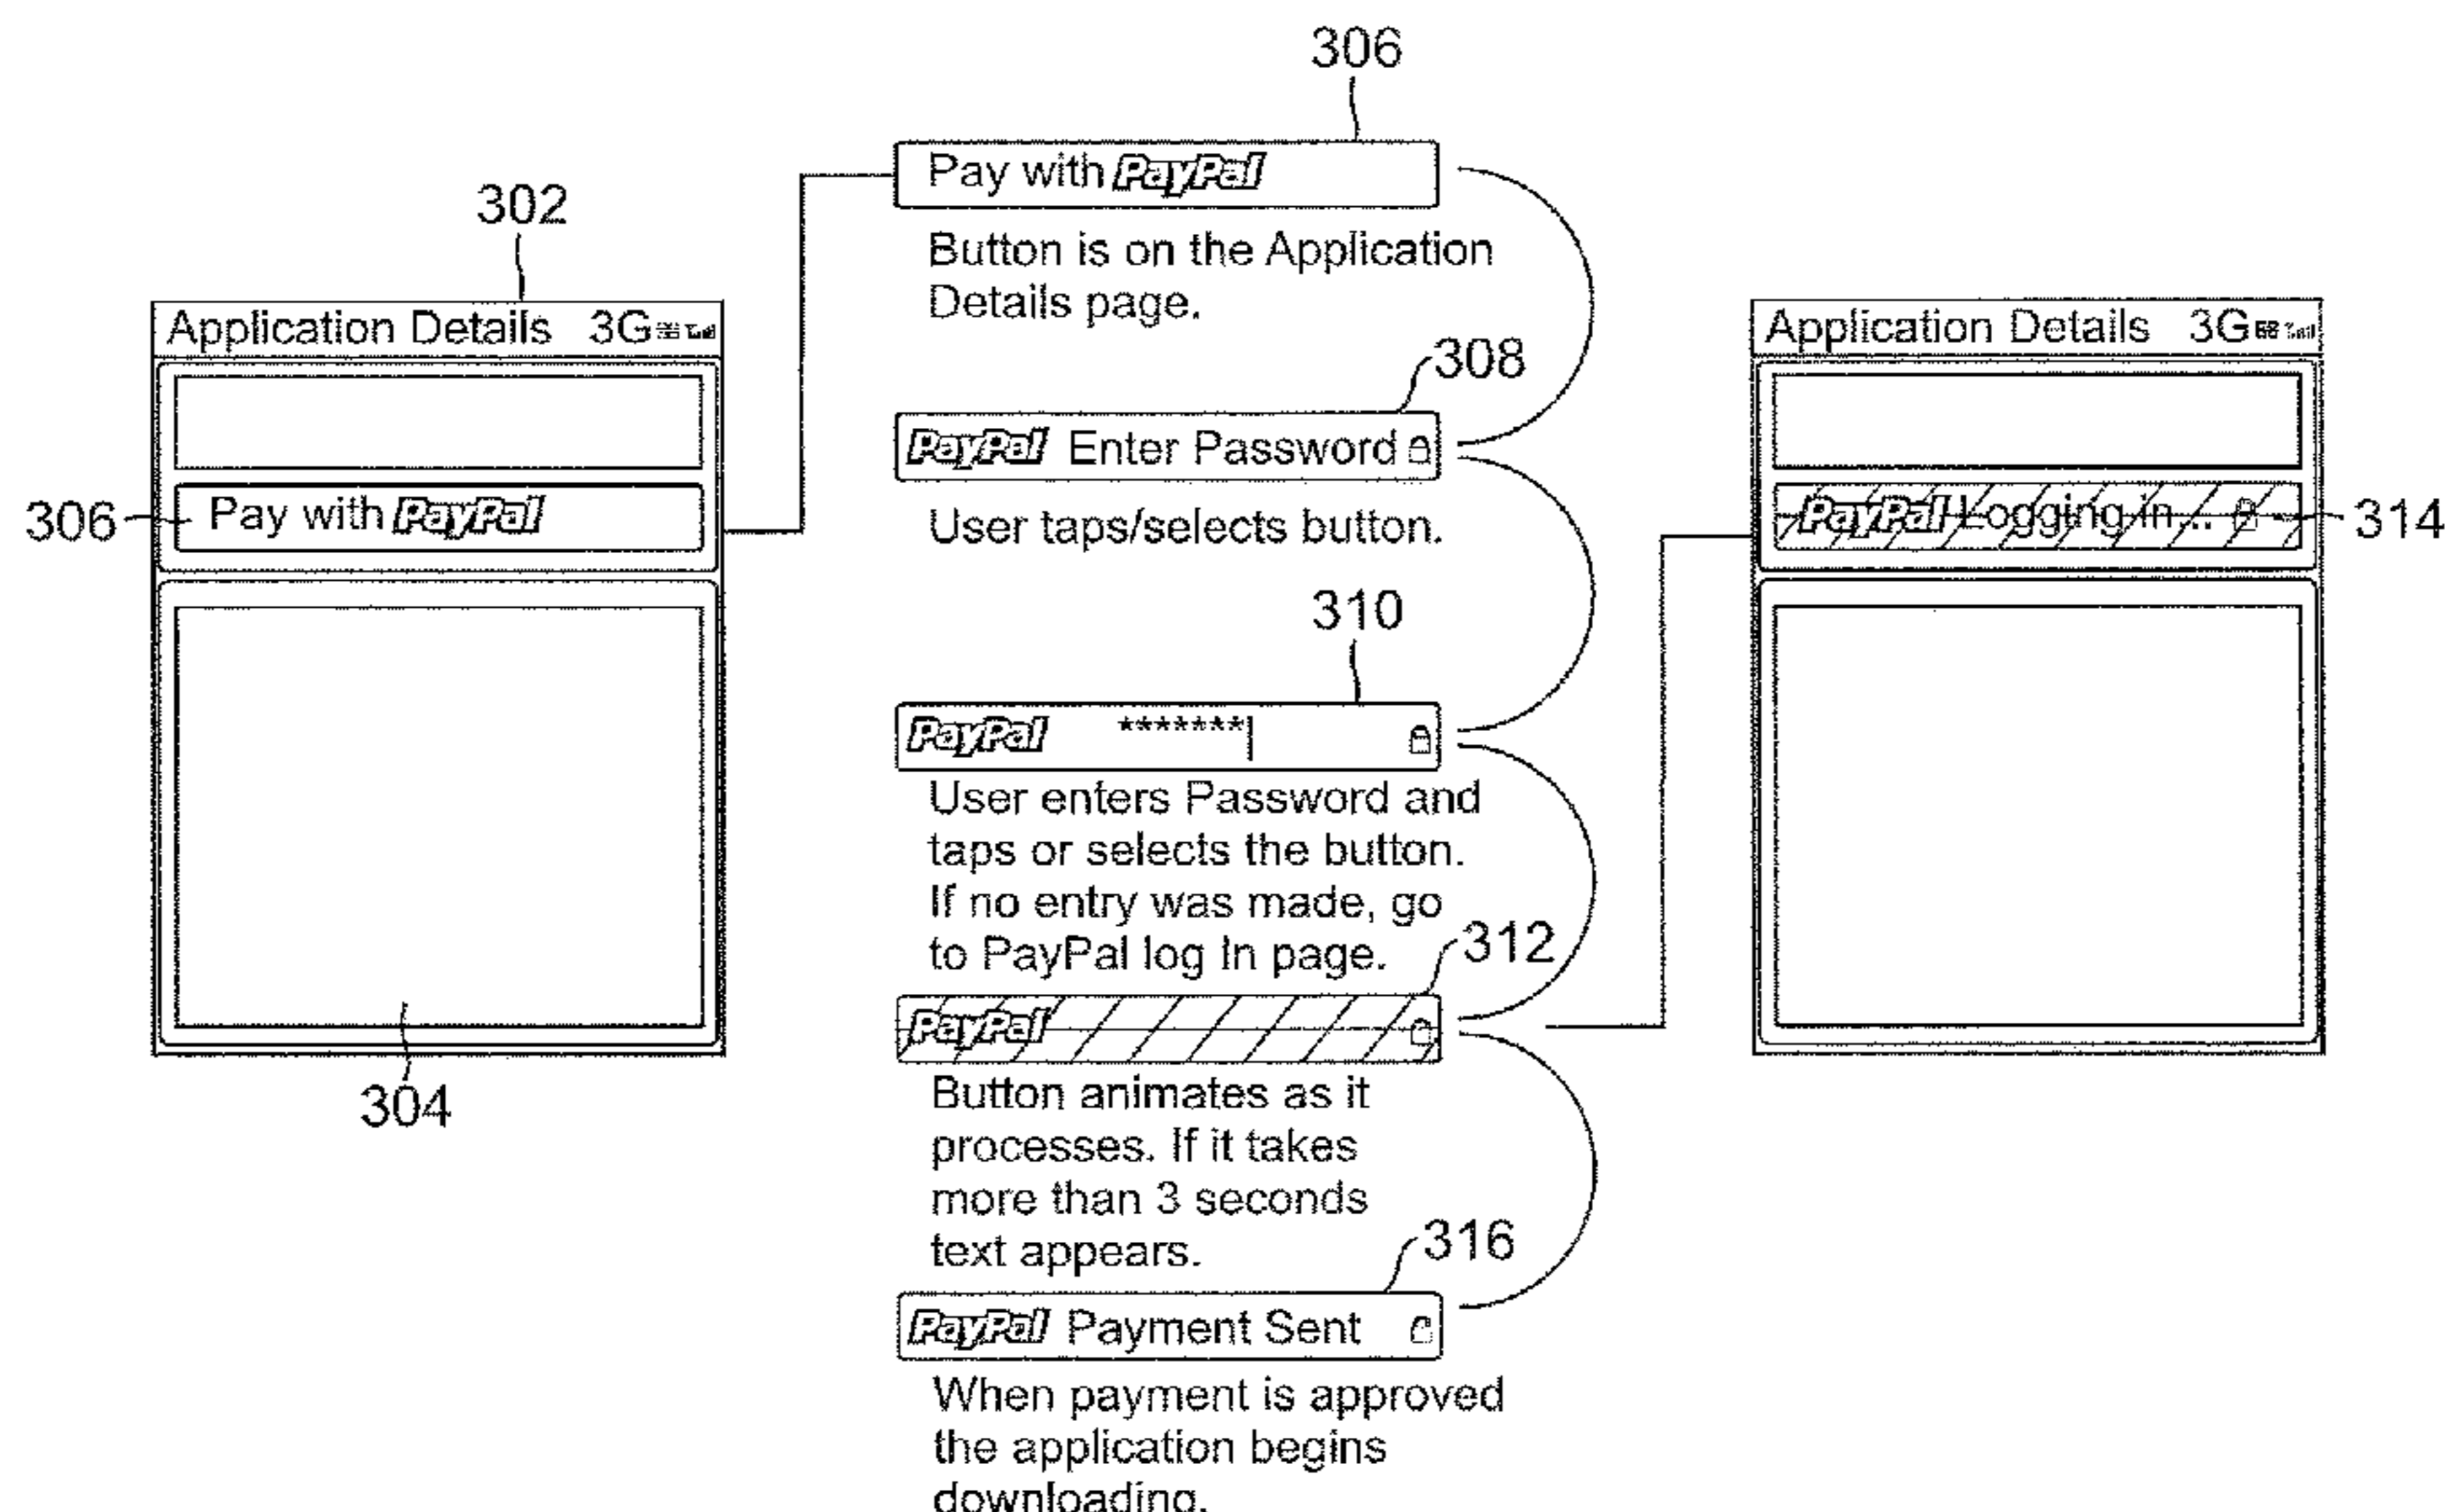 302
Application Details 3G
306
Pay with PayPal
304
306
Pay with PayPal
Button is on the Application
Details page.
308
PayPal Enter Password
User taps/selects button.
310
PayPal *******|
User enters Password and
taps or selects the button.
If no entry was made, go
to PayPal log In page.
312
PayPal
Button animates as it
processes. If it takes
more than 3 seconds
text appears.
316
PayPal Payment Sent
When payment is approved
the application begins
downloading.
Application Details 3G
PayPal Logging in...
314